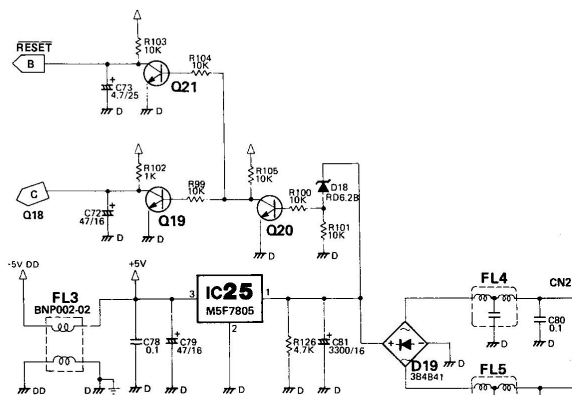 R103
10K
R104
10K
RESET
B
Q21
C73
4.7/25
D
D
R102
1K
R105
10K
R99
10K
R100
10K
D18
RD6.2B
C
Q18
Q19
Q20
R101
10K
C72
47/16
D
D
D
D
-5V DD
+5V
FL3
BNP002-02
3
IC25
M5F7805
1
2
FL4
CN2
C78
0.1
C79
47/16
R126
4.7K
C81
3300/16
+
D
D19
3B4B41
C80
0.1
D
FL5
DD
D
D
D
D
D